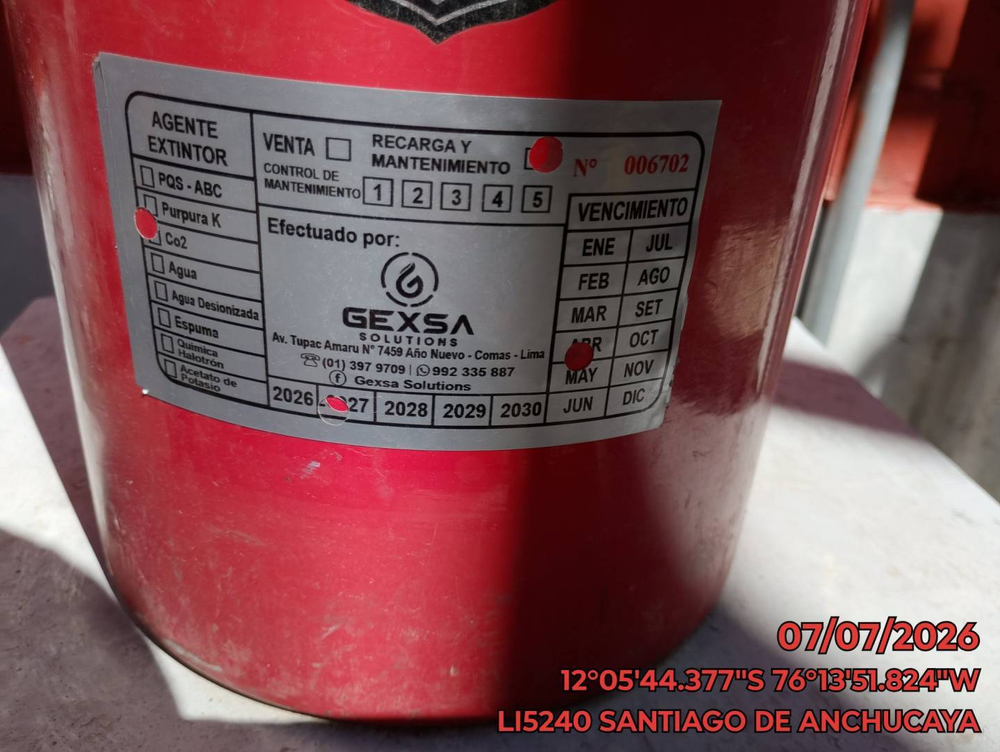 AGENTE
EXTINTOR
PQS - ABC
Purpura K
Co2
Agua
Agua Desionizada
Espuma
Quimica
Halotrón
Acetato de
Potasio
VENTA
RECARGA Y
MANTENIMIENTO
CONTROL DE
MANTENIMIENTO 1 2 3 4 5
N° 006702
Efectuado por:
GEXSA
SOLUTIONS
Av. Tupac Amaru N° 7459 Año Nuevo - Comas - Lima
(01) 397 9709 | 992 335 887
Gexsa Solutions
2026 2027 2028 2029 2030
VENCIMIENTO
ENE JUL
FEB AGO
MAR SET
ABR OCT
MAY NOV
JUN DIC
07/07/2026
12°05'44.377"S 76°13'51.824"W
LI5240 SANTIAGO DE ANCHUCAYA